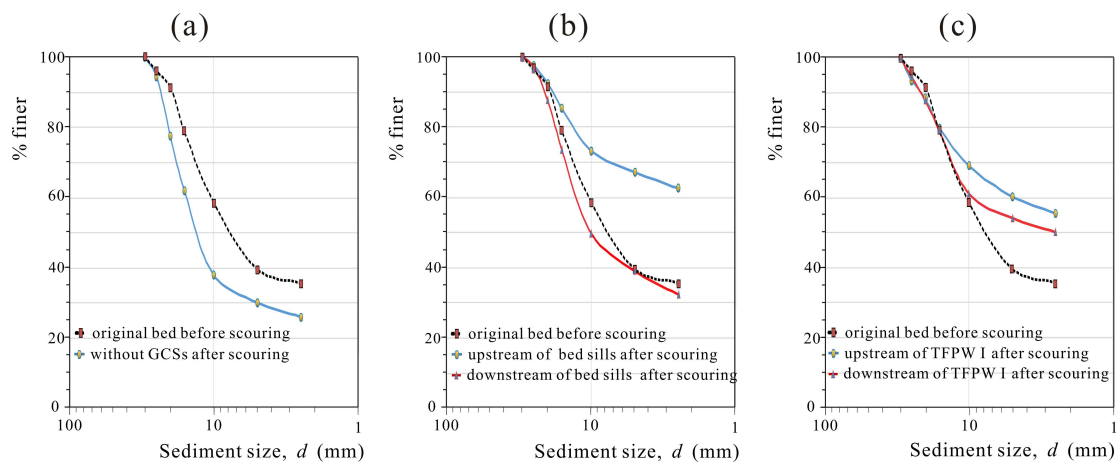 (a)
% finer
100
80
60
40
20
0
original bed before scouring
without GCSs after scouring
100
10
1
Sediment size, d (mm)
(b)
% finer
100
80
60
40
20
0
original bed before scouring
upstream of bed sills after scouring
downstream of bed sills after scouring
100
10
1
Sediment size, d (mm)
(c)
% finer
100
80
60
40
20
0
original bed before scouring
upstream of TFPW I after scouring
downstream of TFPW I after scouring
100
10
1
Sediment size, d (mm)